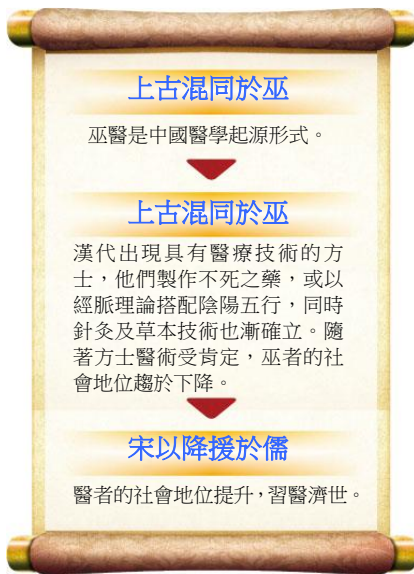 上古混同於巫
巫醫是中國醫學起源形式。
上古混同於巫
漢代出現具有醫療技術的方
士,他們製作不死之藥,或以
經脈理論搭配陰陽五行,同時
針灸及草本技術也漸確立。隨
著方士醫術受肯定,巫者的社
會地位趨於下降。
宋以降援於儒
醫者的社會地位提升,習醫濟世。